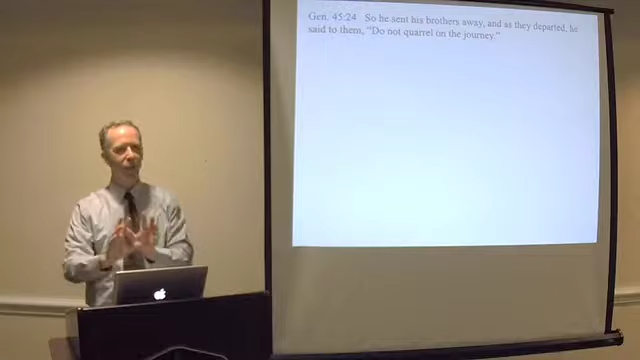 Gen. 45:24 So he sent his brothers away, and as they departed, he
said to them, “Do not quarrel on the journey.”